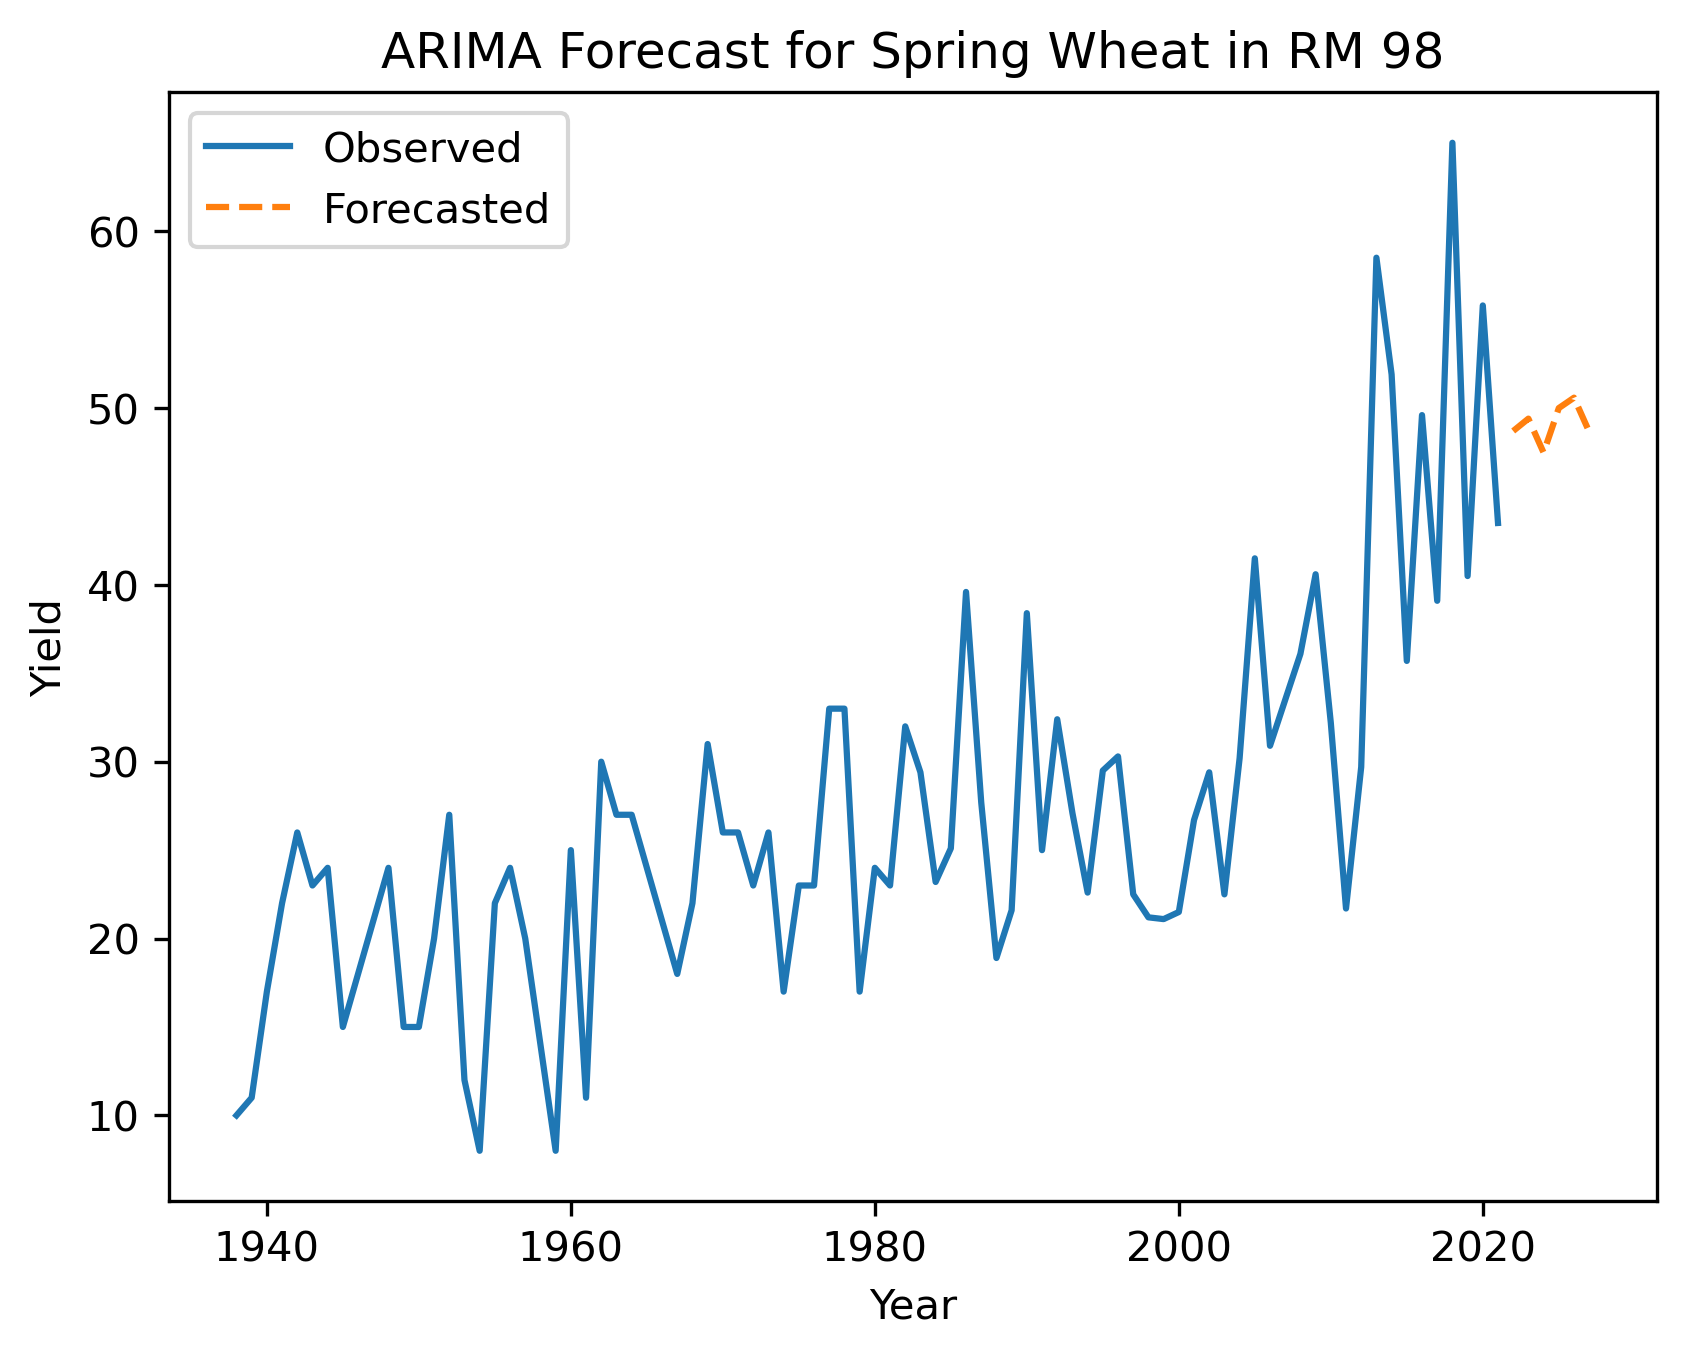 ARIMA Forecast for Spring Wheat in RM 98
Observed
Forecasted
60
50
40
30
20
10
Yield
1940 1960 1980 2000 2020
Year